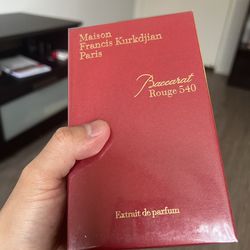 Maison
Francis Kurkdjian
Paris
Baccarat
Rouge 540
Extrait de parfum